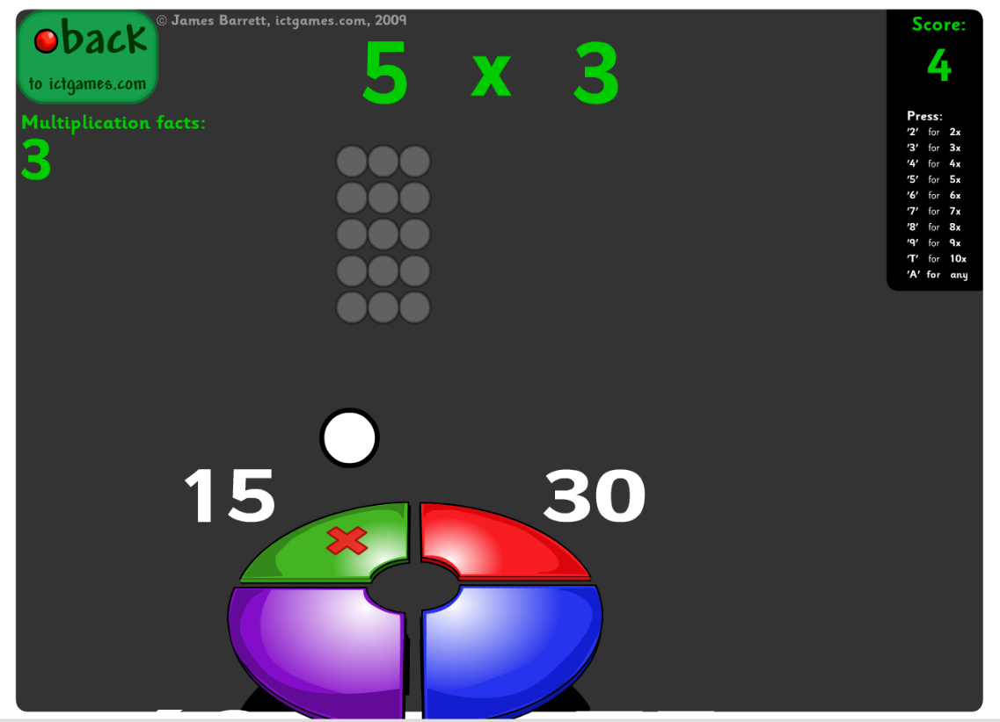 © James Barrett, ictgames.com, 2009
back
to ictgames.com
5 x 3
Score:
4
Multiplication facts:
3
Press:
'2' for 2x
'3' for 3x
'4' for 4x
'5' for 5x
'6' for 6x
'7' for 7x
'8' for 8x
'9' for 9x
'T' for 10x
'A' for any
15
30